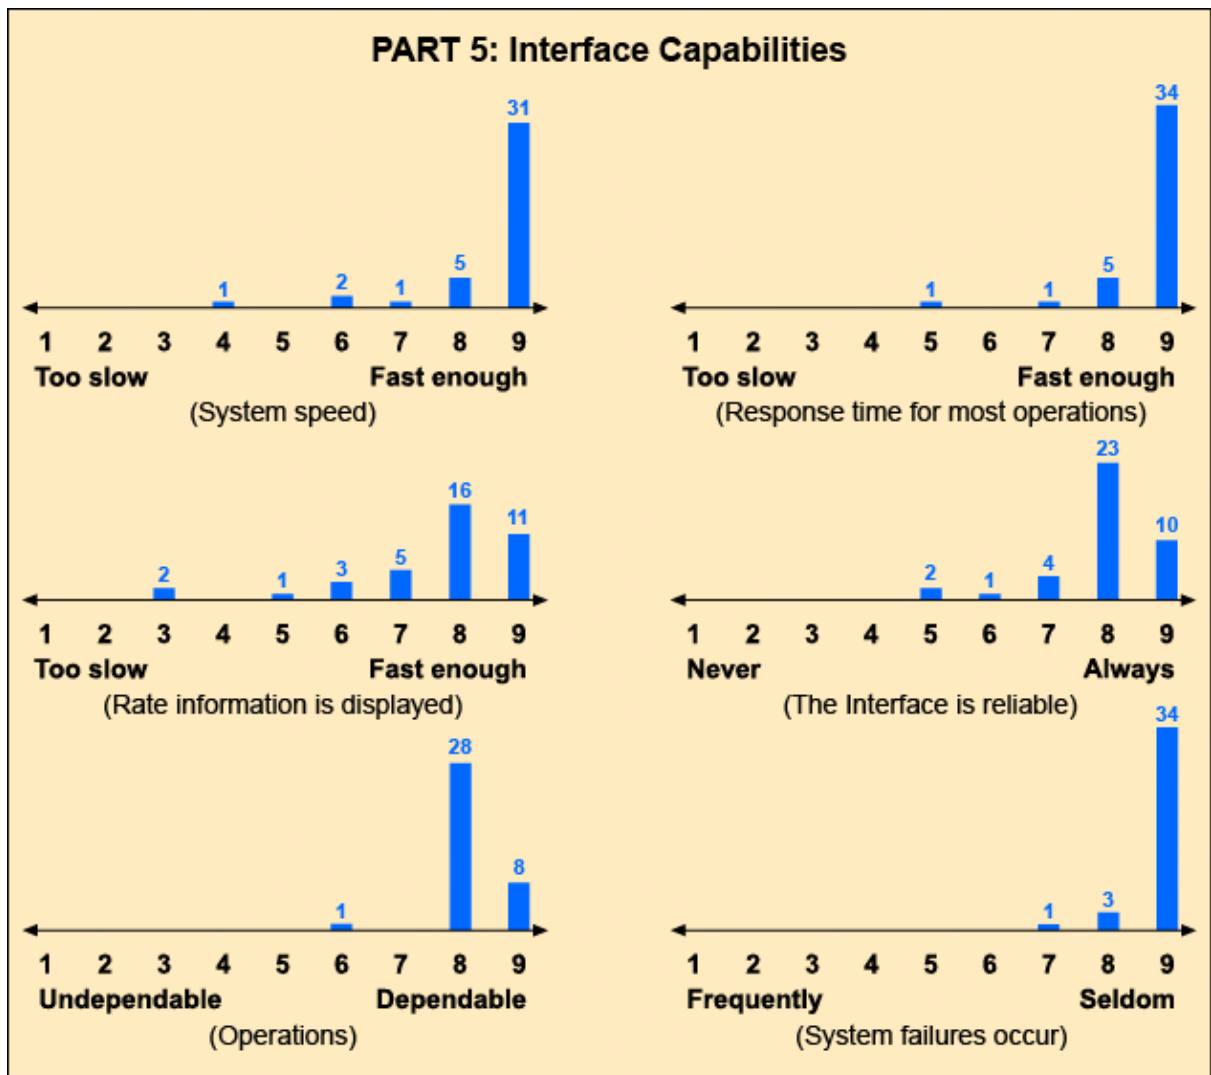 PART 5: Interface Capabilities
31
1
2
1
5
1 2 3 4 5 6 7 8 9
Too slow Fast enough
(System speed)
34
1
1
5
1 2 3 4 5 6 7 8 9
Too slow Fast enough
(Response time for most operations)
2
1
3
5
16
11
1 2 3 4 5 6 7 8 9
Too slow Fast enough
(Rate information is displayed)
2
1
4
23
10
1 2 3 4 5 6 7 8 9
Never Always
(The Interface is reliable)
1
28
8
1 2 3 4 5 6 7 8 9
Undependable Dependable
(Operations)
1
3
34
1 2 3 4 5 6 7 8 9
Frequently Seldom
(System failures occur)